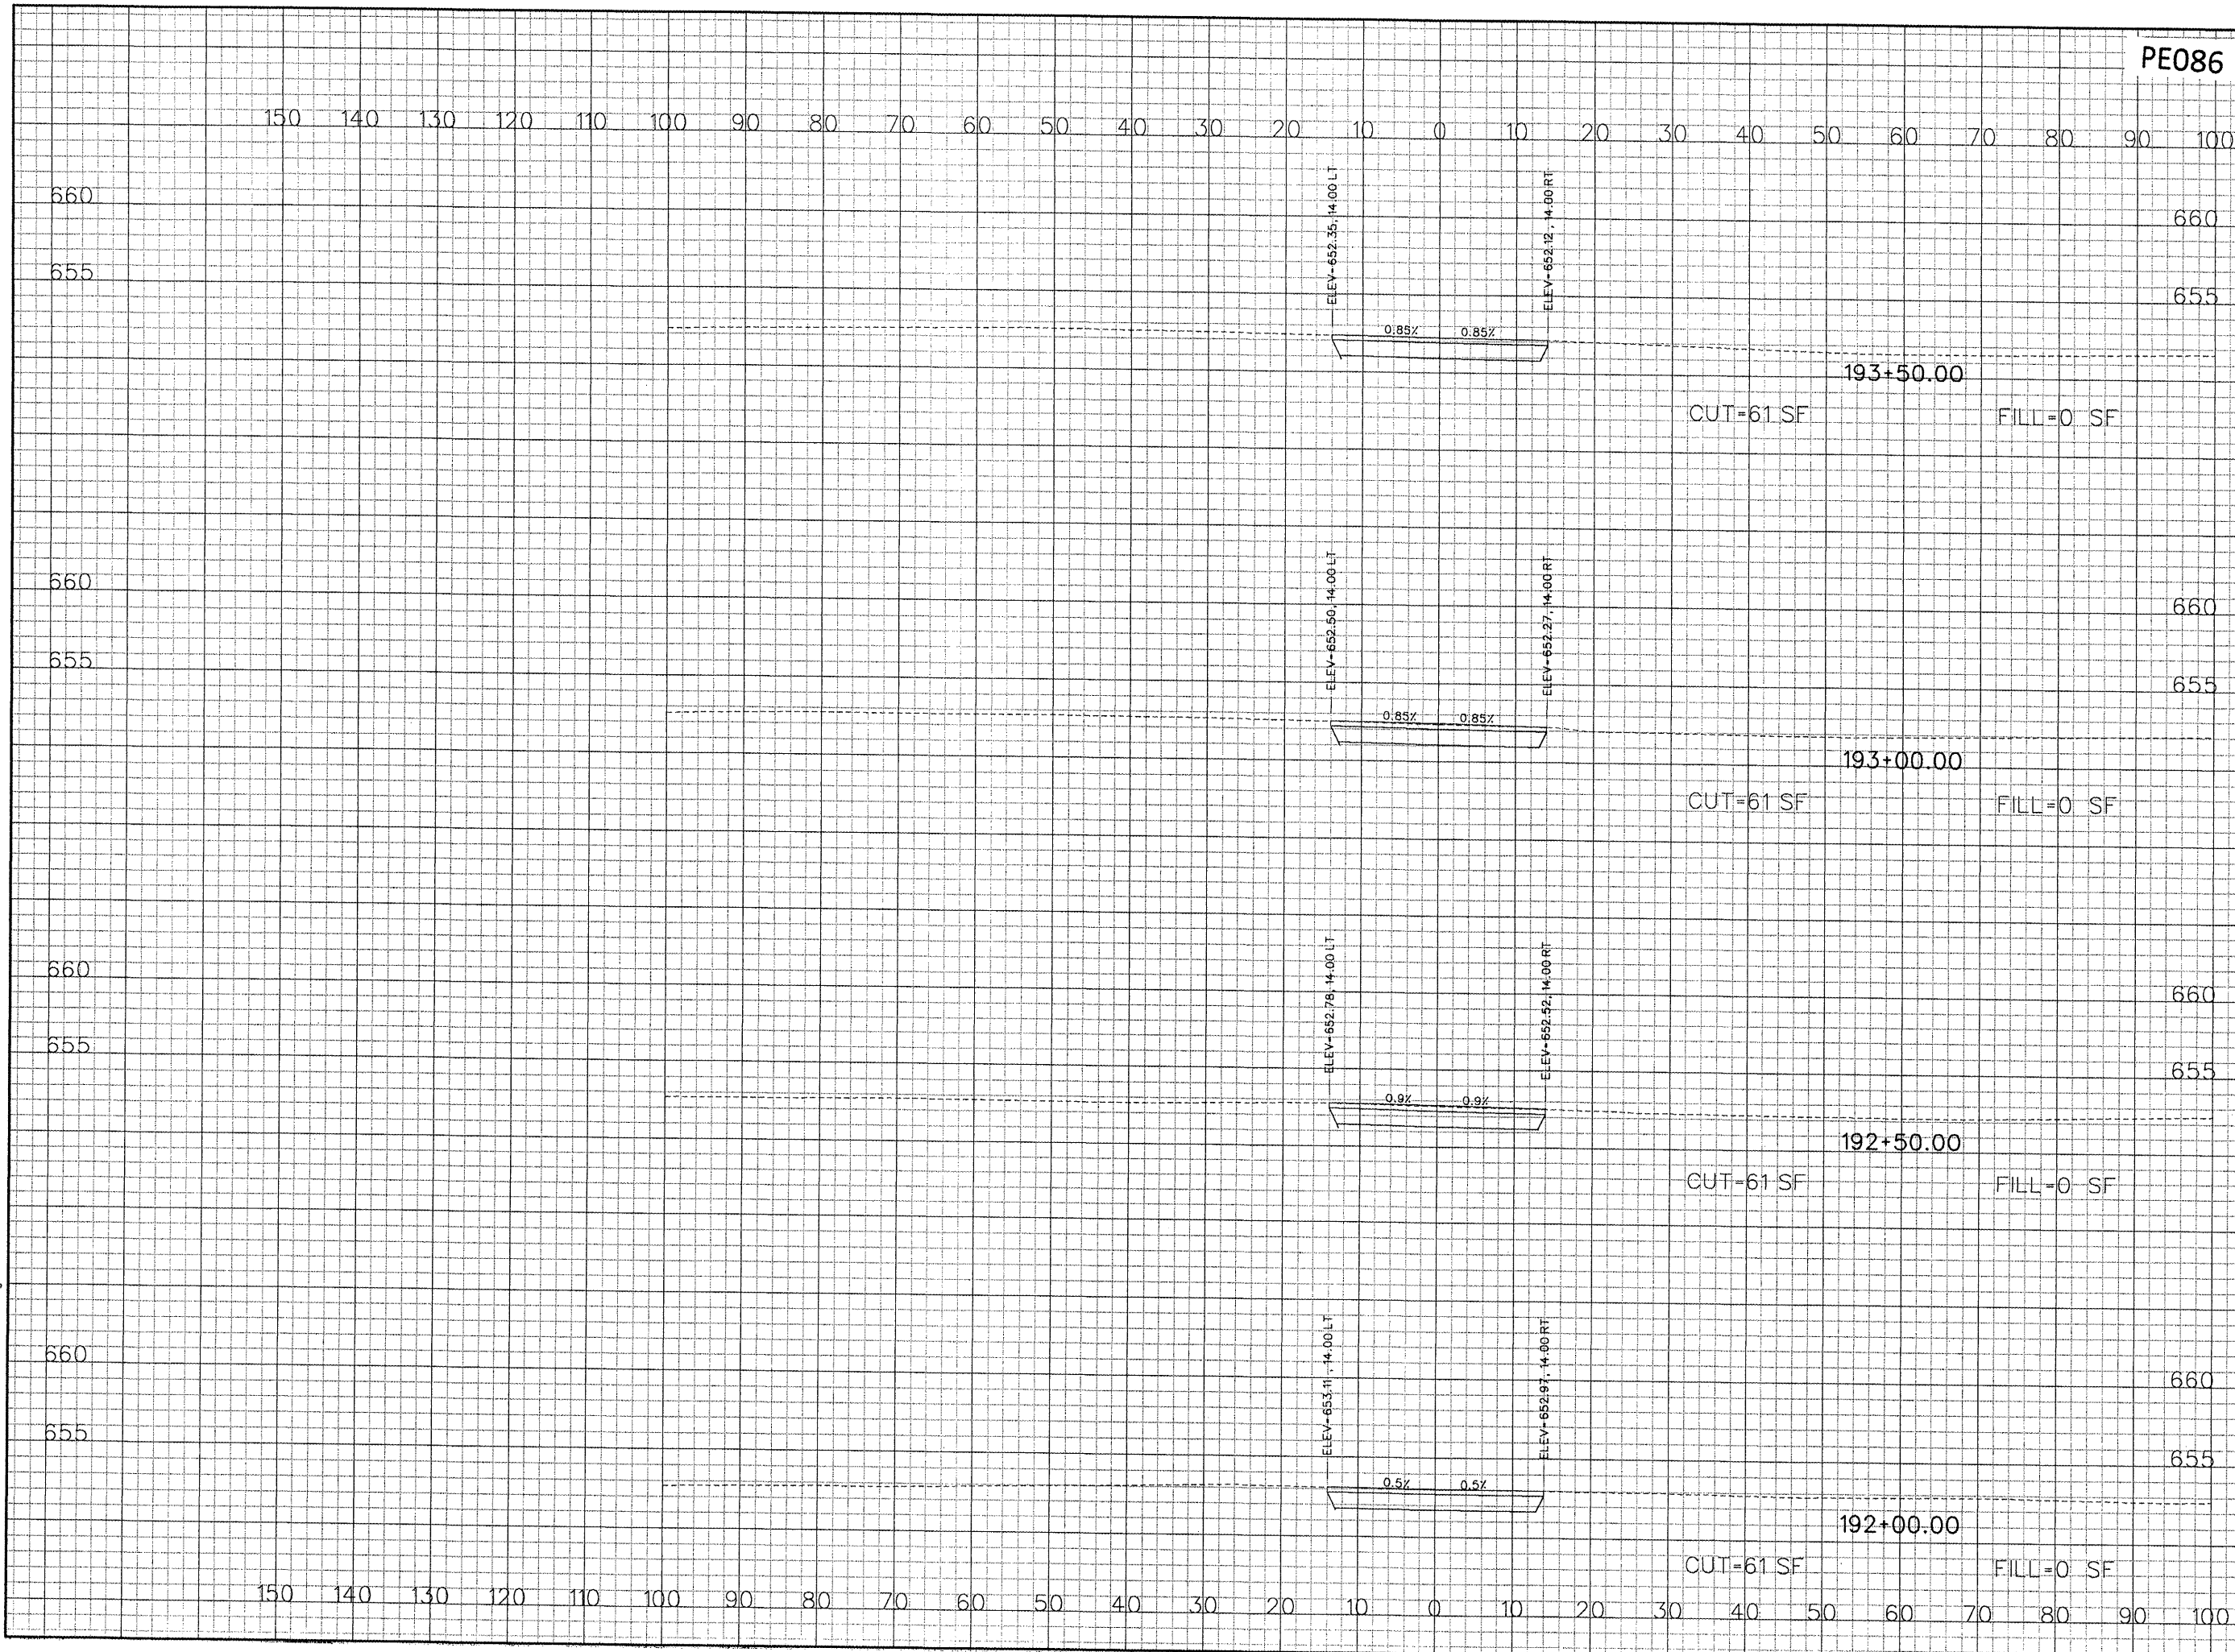 PE086
150 140 130 120 110 100 90 80 70 60 50 40 30 20 10 0 10 20 30 40 50 60 70 80 90 100
ELEV=652.35, 14.00 LT
ELEV=652.12, 14.00 RT
660 660
655 655
0.85% 0.85%
193+50.00
CUT=61 SF FILL=0 SF
ELEV=652.50, 14.00 LT
ELEV=652.27, 14.00 RT
660 660
655 655
0.85% 0.85%
193+00.00
CUT=61 SF FILL=0 SF
ELEV=652.78, 14.00 LT
ELEV=652.52, 14.00 RT
660 660
655 655
0.9% 0.9%
192+50.00
CUT=61 SF FILL=0 SF
ELEV=653.11, 14.00 LT
ELEV=652.97, 14.00 RT
660 660
655 655
0.5% 0.5%
192+00.00
CUT=61 SF FILL=0 SF
150 140 130 120 110 100 90 80 70 60 50 40 30 20 10 0 10 20 30 40 50 60 70 80 90 100